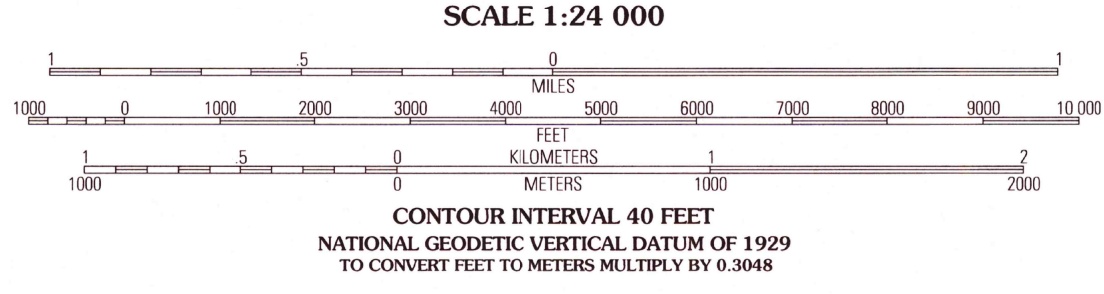 SCALE 1:24 000
1 .5 0 1
MILES
1000 0 1000 2000 3000 4000 5000 6000 7000 8000 9000 10 000
FEET
1 .5 0 KILOMETERS 1 2
1000 0 METERS 1000 2000
CONTOUR INTERVAL 40 FEET
NATIONAL GEODETIC VERTICAL DATUM OF 1929
TO CONVERT FEET TO METERS MULTIPLY BY 0.3048